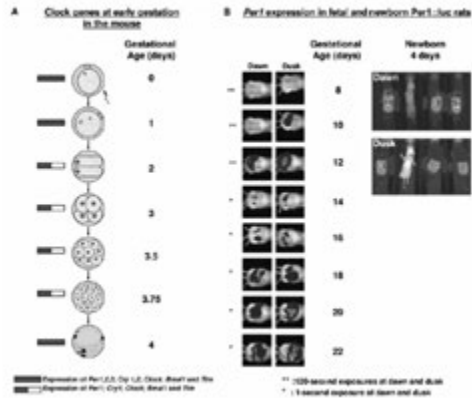 A Clock genes at early gestation
in the mouse
Gestational
Age (days)
0
1
2
3
3.5
3.75
4
Expression of Per1,2,3, Cry 1,2, Clock, Bmal1 and Tim
Expression of Per1, Cry1, Clock, Bmal1 and Tim
B Per1 expression in fetal and newborn Per1::luc rats
Gestational
Age (days)
Newborn
4 days
Dawn Dusk
8
10
12
14
16
18
20
22
Dawn
Dusk
** :120-second exposures at dawn and dusk
* :1-second exposure at dawn and dusk